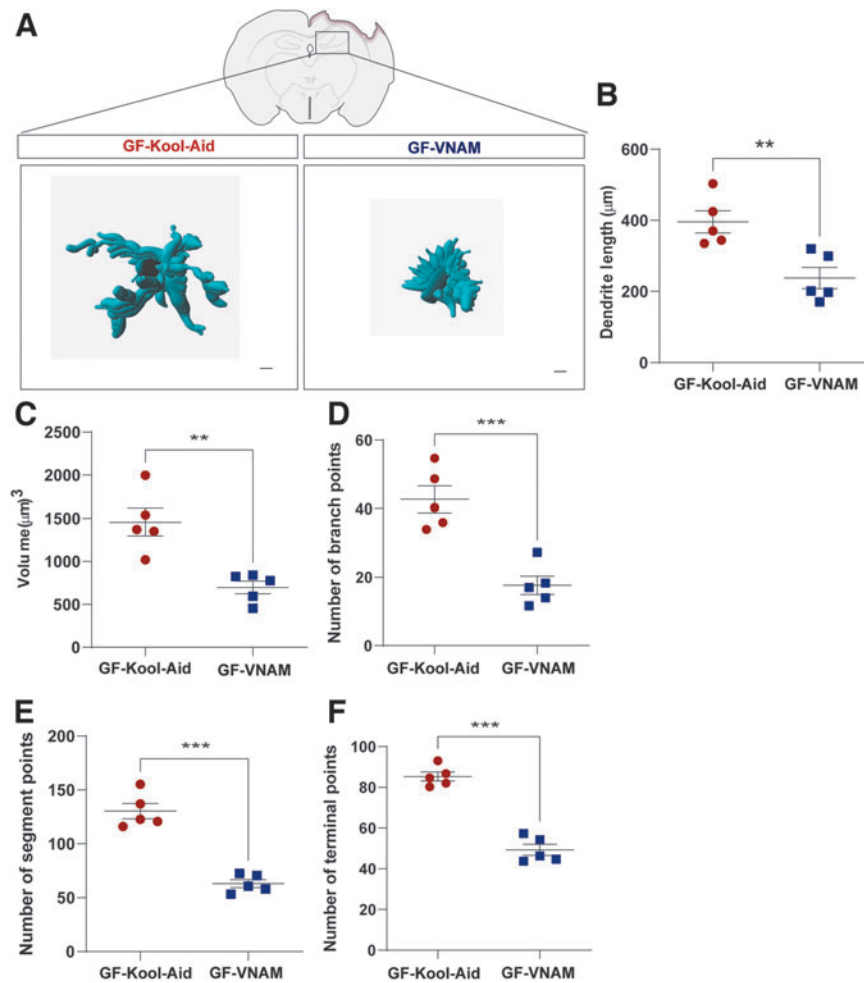 A
GF-Kool-Aid GF-VNAM
B
Dendrite length (μm)
600
400
200
0
**
GF-Kool-Aid GF-VNAM
C
Volume(μm)3
2500
2000
1500
1000
500
0
**
GF-Kool-Aid GF-VNAM
D
Number of branch points
60
40
20
0
***
GF-Kool-Aid GF-VNAM
E
Number of segment points
200
150
100
50
0
***
GF-Kool-Aid GF-VNAM
F
Number of terminal points
100
80
60
40
20
0
***
GF-Kool-Aid GF-VNAM